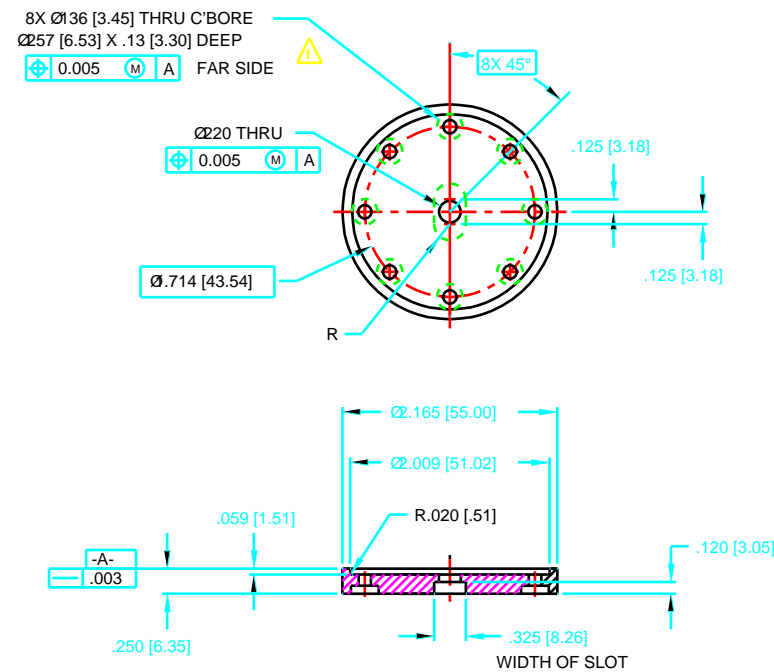 8X Ø.136 [3.45] THRU C'BORE
Ø.257 [6.53] X .13 [3.30] DEEP
0.005 M A FAR SIDE
8X 45°
Ø.220 THRU
0.005 M A
.125 [3.18]
.125 [3.18]
Ø1.714 [43.54]
R
Ø2.165 [55.00]
Ø2.009 [51.02]
.059 [1.51]
R.020 [.51]
.120 [3.05]
-A-
.003
.250 [6.35]
.325 [8.26]
WIDTH OF SLOT